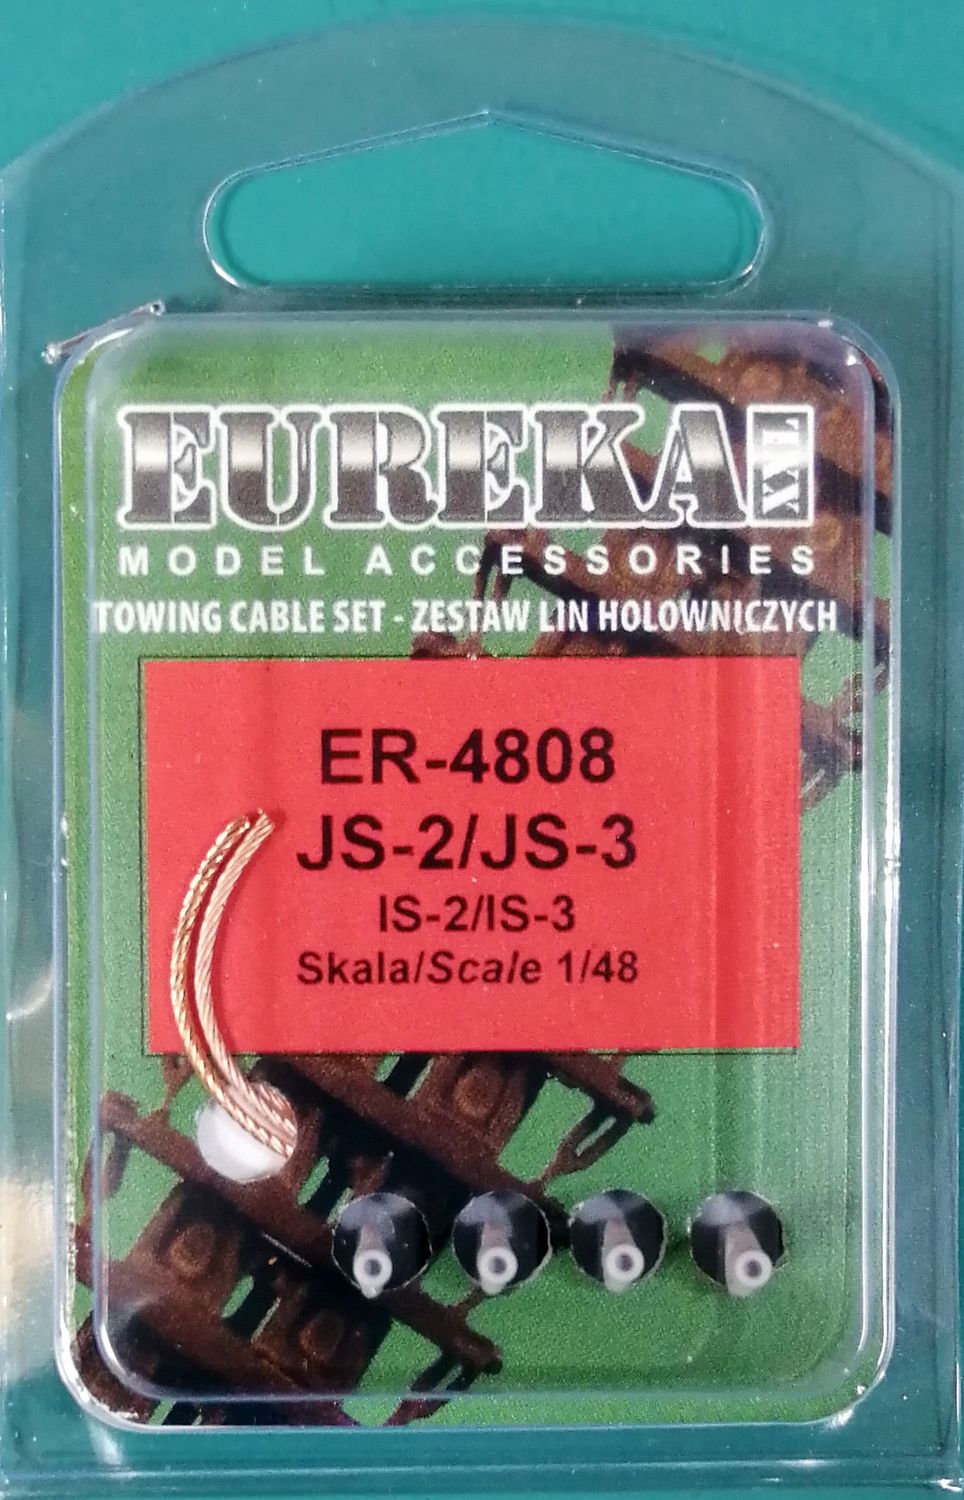 EUREKA XXL
MODEL ACCESSORIES
TOWING CABLE SET - ZESTAW LIN HOLOWNICZYCH
ER-4808
JS-2/JS-3
IS-2/IS-3
Skala/Scale 1/48